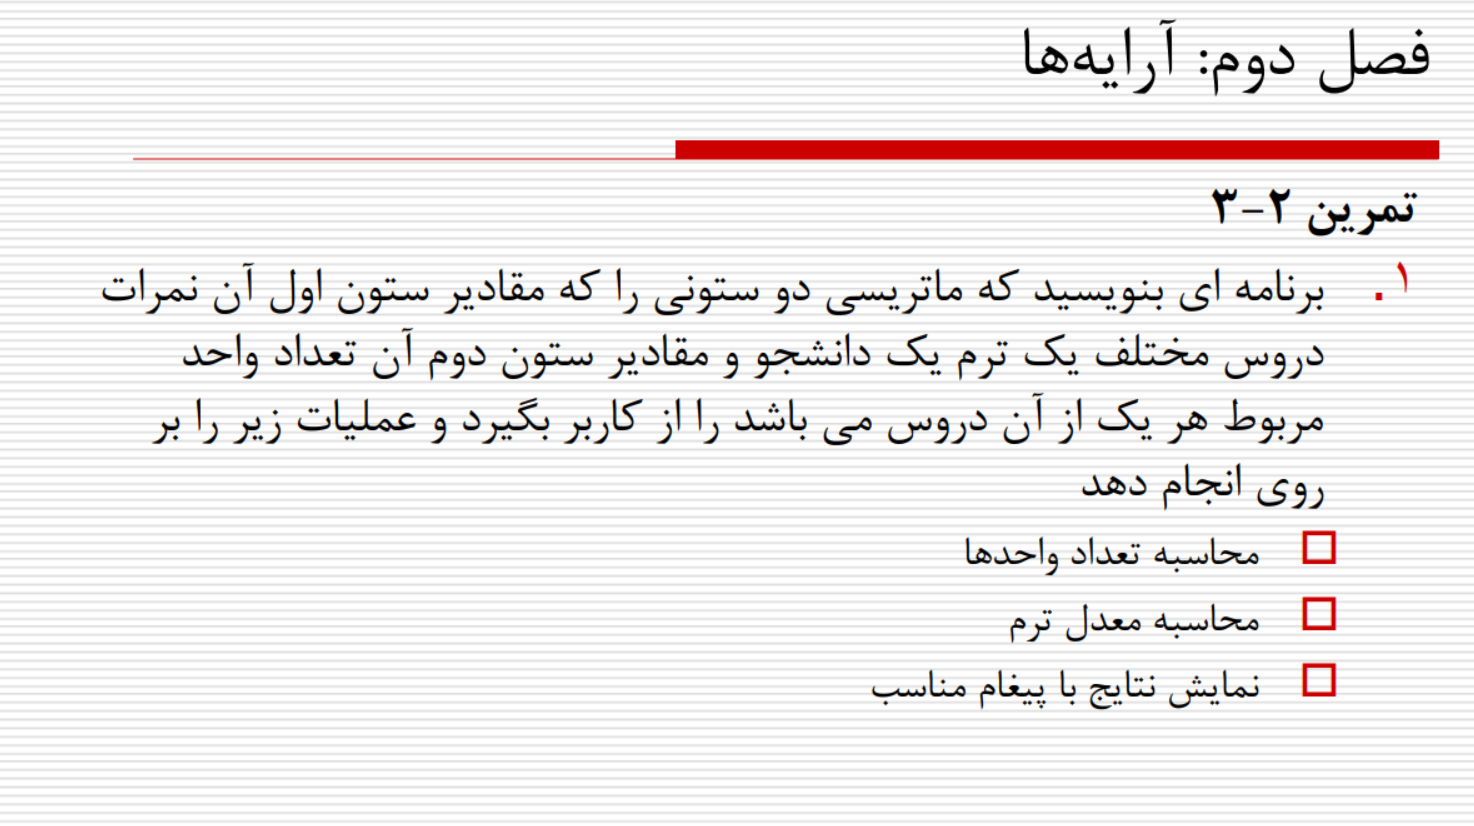 فصل دوم: آرایه‌ها
تمرین ۲-۳
۱. برنامه ای بنویسید که ماتریسی دو ستونی را که مقادیر ستون اول آن نمرات
دروس مختلف یک ترم یک دانشجو و مقادیر ستون دوم آن تعداد واحد
مربوط هر یک از آن دروس می باشد را از کاربر بگیرد و عملیات زیر را بر
روی انجام دهد
محاسبه تعداد واحدها
محاسبه معدل ترم
نمایش نتایج با پیغام مناسب